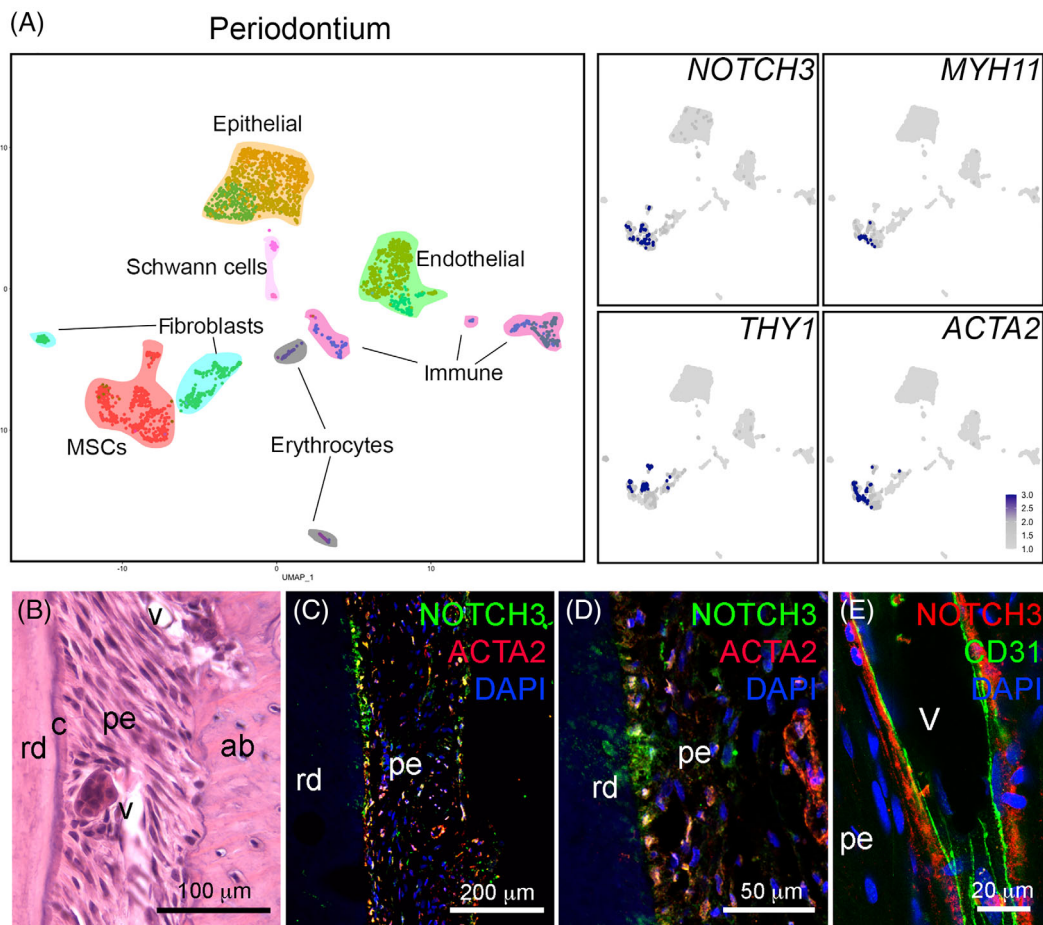 (A)
Periodontium
Epithelial
Schwann cells
Endothelial
Fibroblasts
Immune
MSCs
Erythrocytes
10
0
10
-10
0
10
UMAP_1
NOTCH3
MYH11
THY1
ACTA2
3.0
2.5
2.0
1.5
1.0
(B)
v
c
pe
rd
ab
v
100 μm
(C)
NOTCH3
ACTA2
DAPI
pe
rd
200 μm
(D)
NOTCH3
ACTA2
DAPI
pe
rd
50 μm
(E)
NOTCH3
CD31
DAPI
V
pe
20 μm